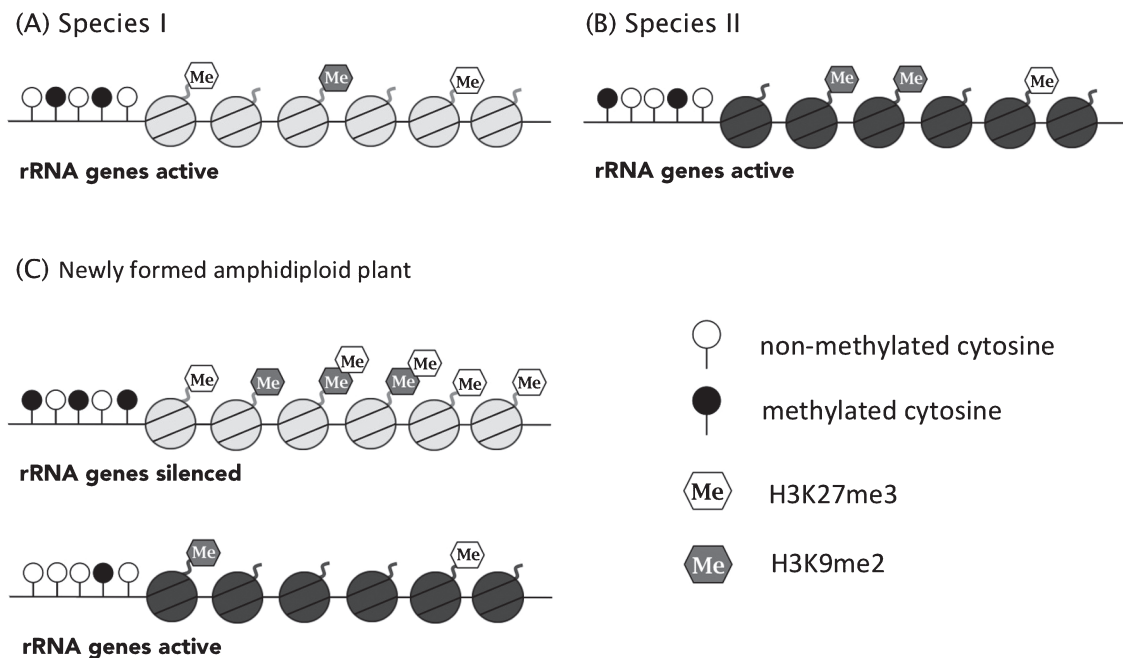 (A) Species I
(B) Species II
Me
Me
Me
Me
Me
Me
rRNA genes active
rRNA genes active
(C) Newly formed amphidiploid plant
Me
Me
Me
Me
Me
Me
Me
Me
rRNA genes silenced
Me
Me
rRNA genes active
non-methylated cytosine
methylated cytosine
Me H3K27me3
Me H3K9me2